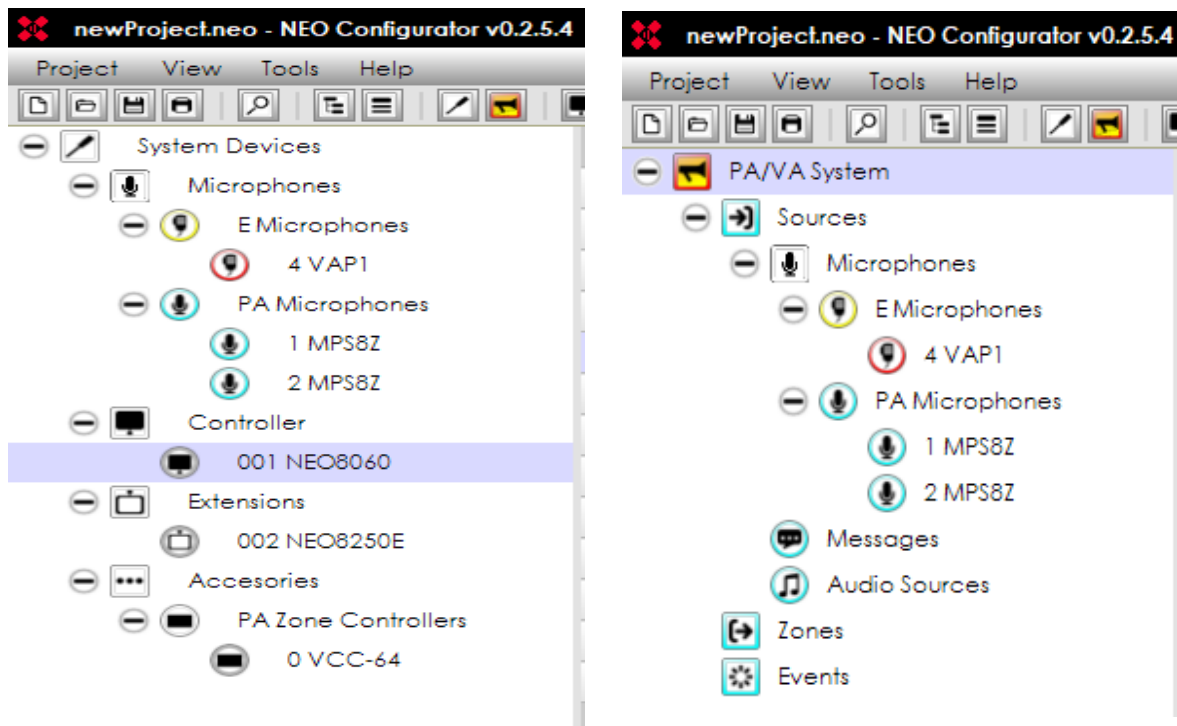 newProject.neo - NEO Configurator v0.2.5.4
Project View Tools Help
System Devices
Microphones
E Microphones
4 VAP1
PA Microphones
1 MPS8Z
2 MPS8Z
Controller
001 NEO8060
Extensions
002 NEO8250E
Accesories
PA Zone Controllers
0 VCC-64
newProject.neo - NEO Configurator v0.2.5.4
Project View Tools Help
PA/VA System
Sources
Microphones
E Microphones
4 VAP1
PA Microphones
1 MPS8Z
2 MPS8Z
Messages
Audio Sources
Zones
Events